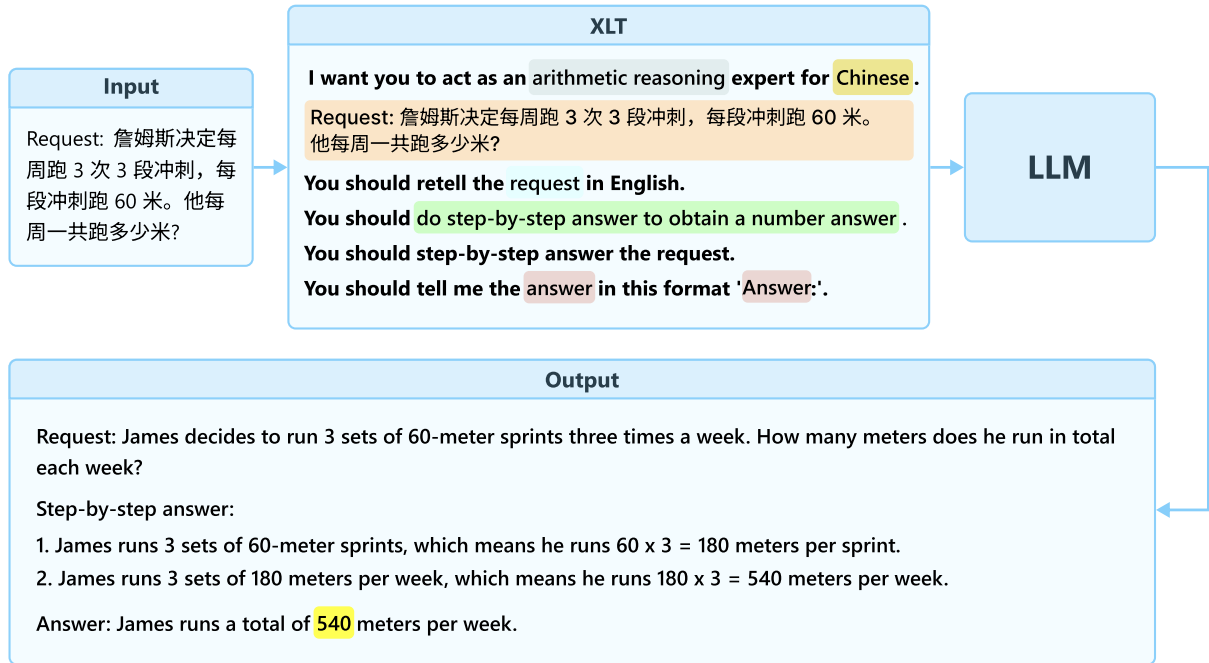 Input
Request: 詹姆斯决定每
周跑 3 次 3 段冲刺，每
段冲刺跑 60 米。他每
周一共跑多少米?
XLT
I want you to act as an arithmetic reasoning expert for Chinese.
Request: 詹姆斯决定每周跑 3 次 3 段冲刺，每段冲刺跑 60 米。
他每周一共跑多少米?
You should retell the request in English.
You should do step-by-step answer to obtain a number answer .
You should step-by-step answer the request.
You should tell me the answer in this format 'Answer:'.
LLM
Output
Request: James decides to run 3 sets of 60-meter sprints three times a week. How many meters does he run in total
each week?
Step-by-step answer:
1. James runs 3 sets of 60-meter sprints, which means he runs 60 x 3 = 180 meters per sprint.
2. James runs 3 sets of 180 meters per week, which means he runs 180 x 3 = 540 meters per week.
Answer: James runs a total of 540 meters per week.